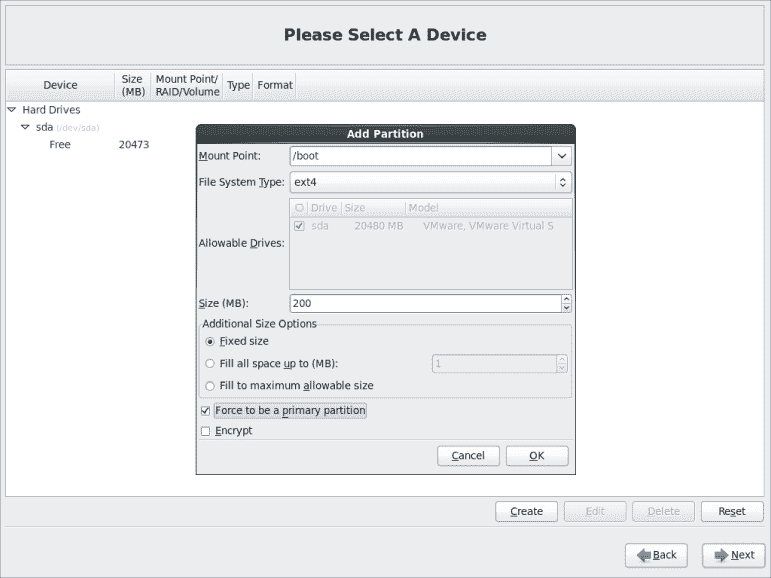 Please Select A Device
Device Size (MB) Mount Point/ RAID/Volume Type Format
Hard Drives
sda (/dev/sda)
Free 20473
Add Partition
Mount Point: /boot
File System Type: ext4
Drive Size Model
sda 20480 MB VMware, VMware Virtual S
Allowable Drives:
Size (MB): 200
Additional Size Options
Fixed size
Fill all space up to (MB): 1
Fill to maximum allowable size
Force to be a primary partition
Encrypt
Cancel OK
Create Edit Delete Reset
Back Next